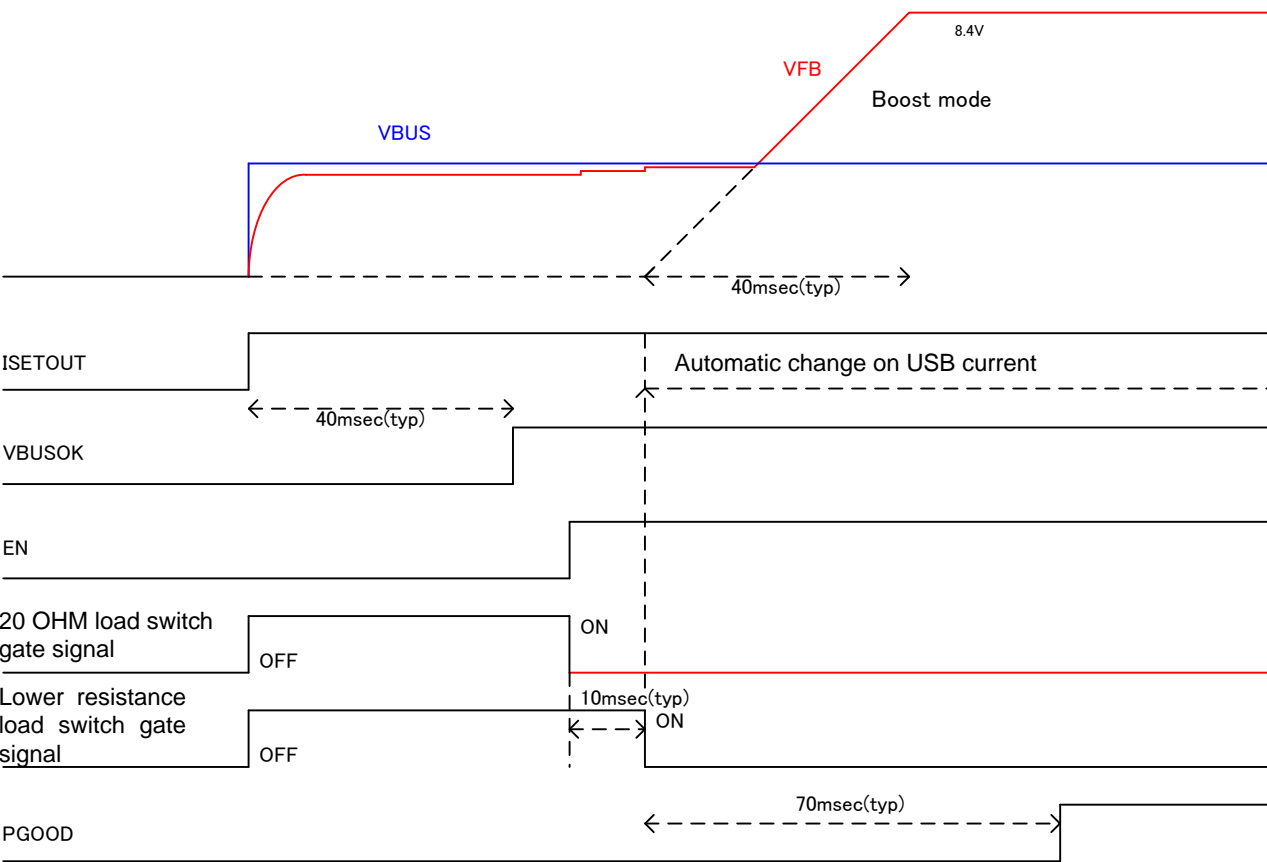 8.4V
VFB
Boost mode
VBUS
40msec(typ)
ISETOUT
Automatic change on USB current
40msec(typ)
VBUSOK
EN
20 OHM load switch
gate signal
ON
OFF
Lower resistance
load switch gate
signal
10msec(typ)
ON
OFF
70msec(typ)
PGOOD